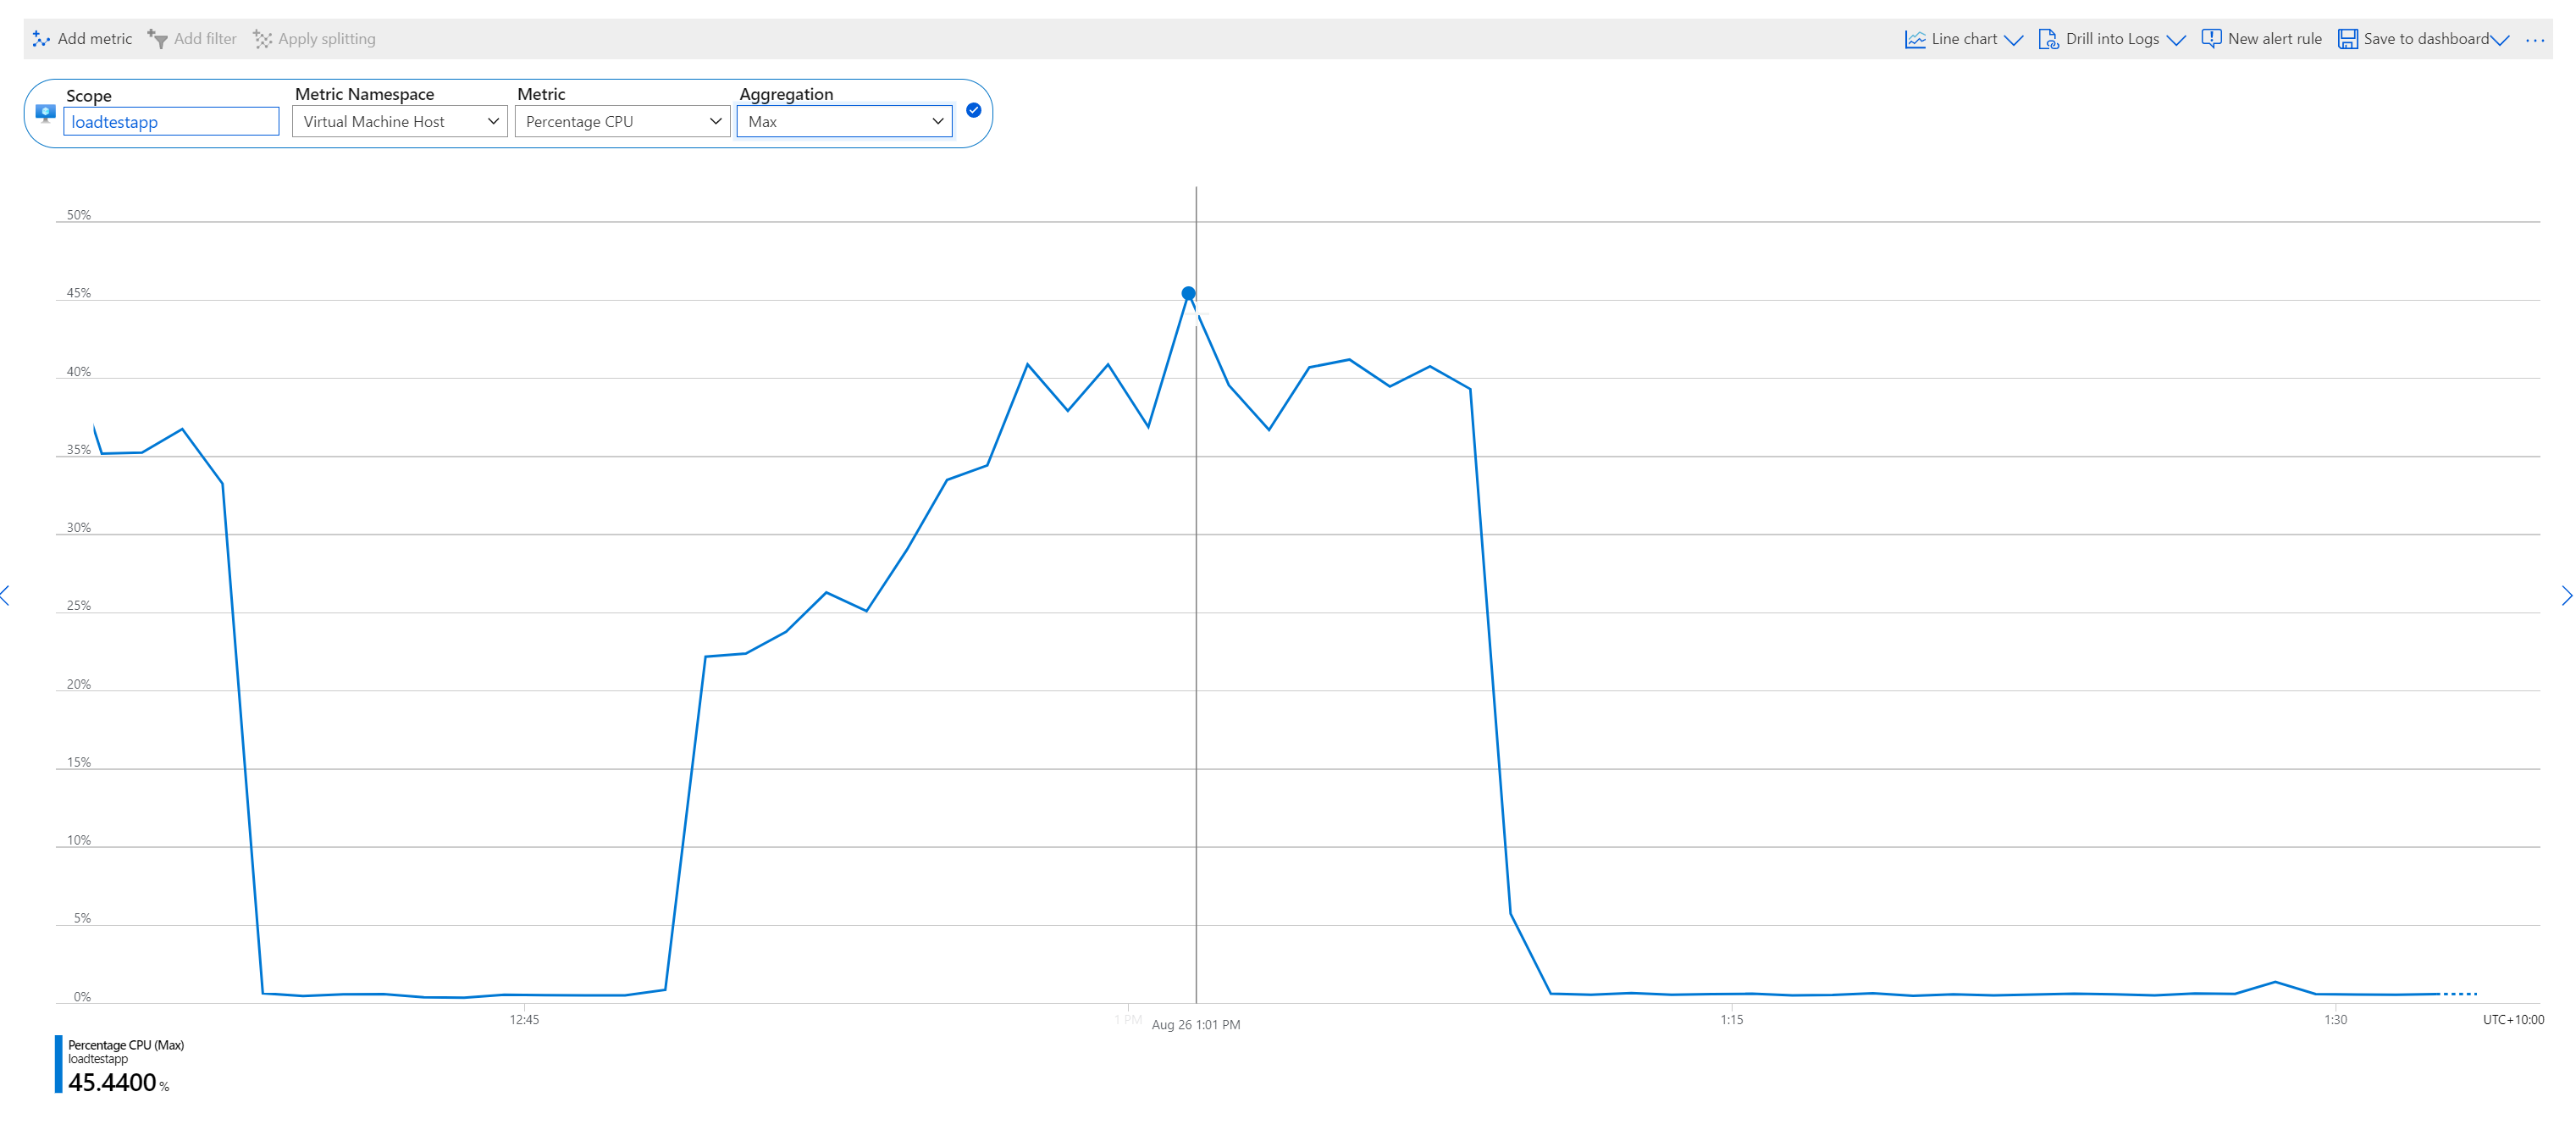 Add metric Add filter Apply splitting Line chart Drill into Logs New alert rule Save to dashboard ...
Scope Metric Namespace Metric Aggregation
loadtestapp Virtual Machine Host Percentage CPU Max
50%
45%
40%
35%
30%
25%
20%
15%
10%
5%
0%
12:45 1 PM Aug 26 1:01 PM 1:15 1:30 UTC+10:00
Percentage CPU (Max)
loadtestapp
45.4400 %